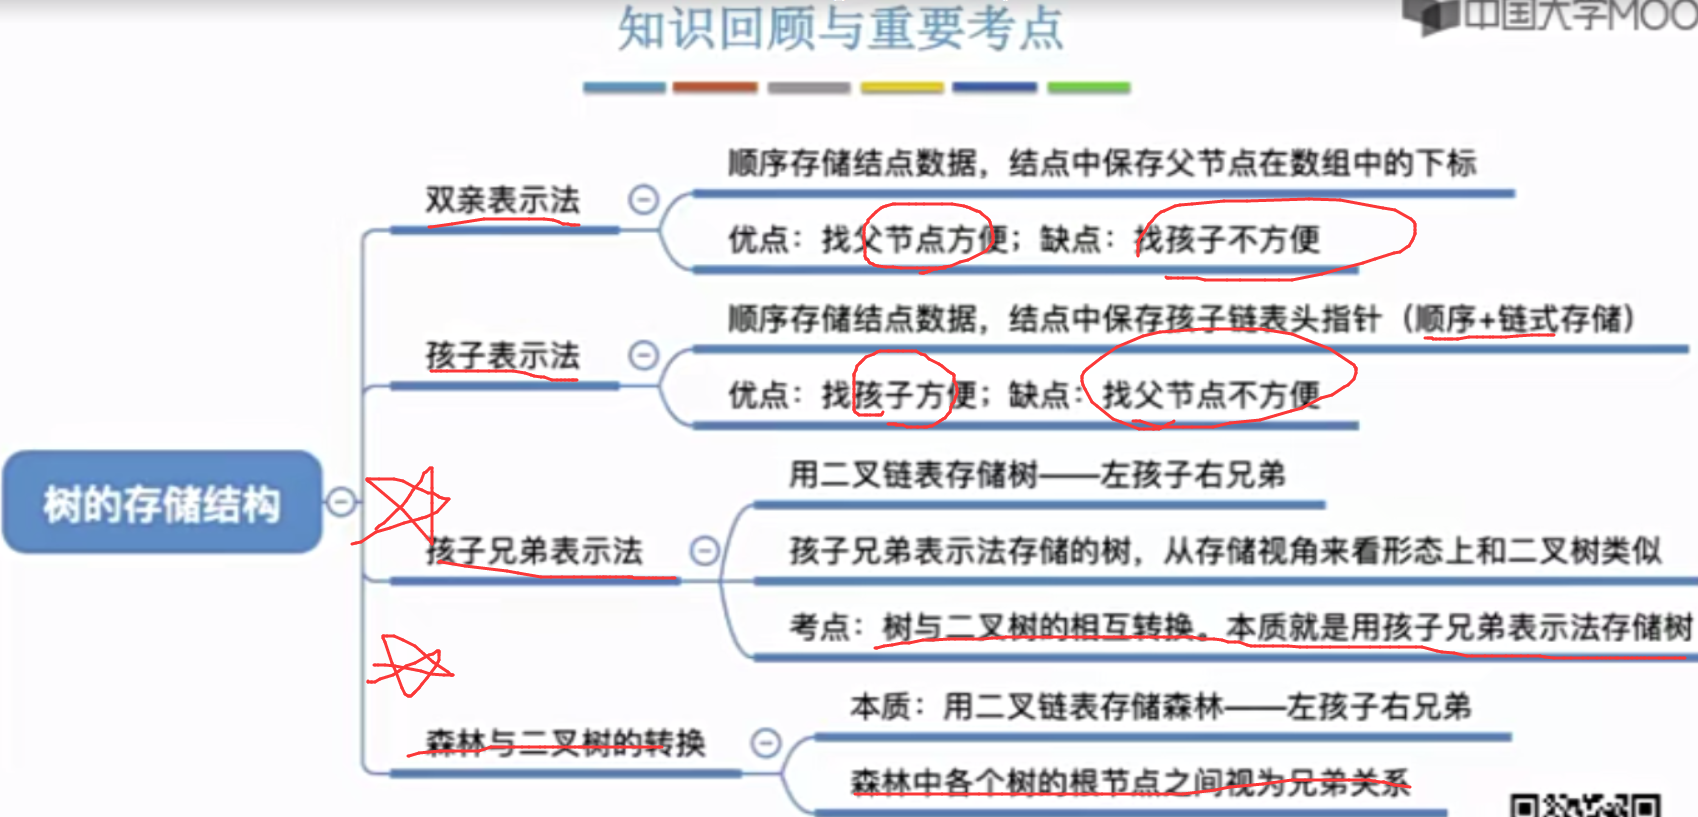 知识回顾与重要考点
中国大学MOO
树的存储结构
双亲表示法
顺序存储结点数据，结点中保存父节点在数组中的下标
优点：找父节点方便；缺点：找孩子不方便
孩子表示法
顺序存储结点数据，结点中保存孩子链表头指针（顺序+链式存储）
优点：找孩子方便；缺点：找父节点不方便
孩子兄弟表示法
用二叉链表存储树——左孩子右兄弟
孩子兄弟表示法存储的树，从存储视角来看形态上和二叉树类似
考点：树与二叉树的相互转换。本质就是用孩子兄弟表示法存储树
森林与二叉树的转换
本质：用二叉链表存储森林——左孩子右兄弟
森林中各个树的根节点之间视为兄弟关系